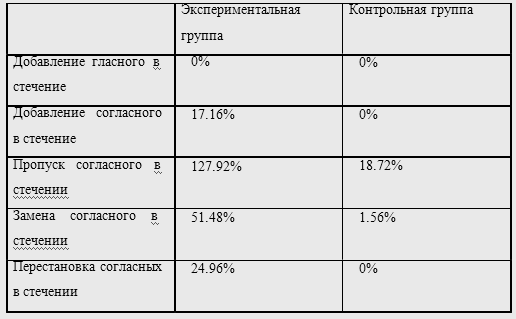 Экспериментальная группа Контрольная группа
Добавление гласного в стечение 0% 0%
Добавление согласного в стечение 17.16% 0%
Пропуск согласного в стечении 127.92% 18.72%
Замена согласного в стечении 51.48% 1.56%
Перестановка согласных в стечении 24.96% 0%